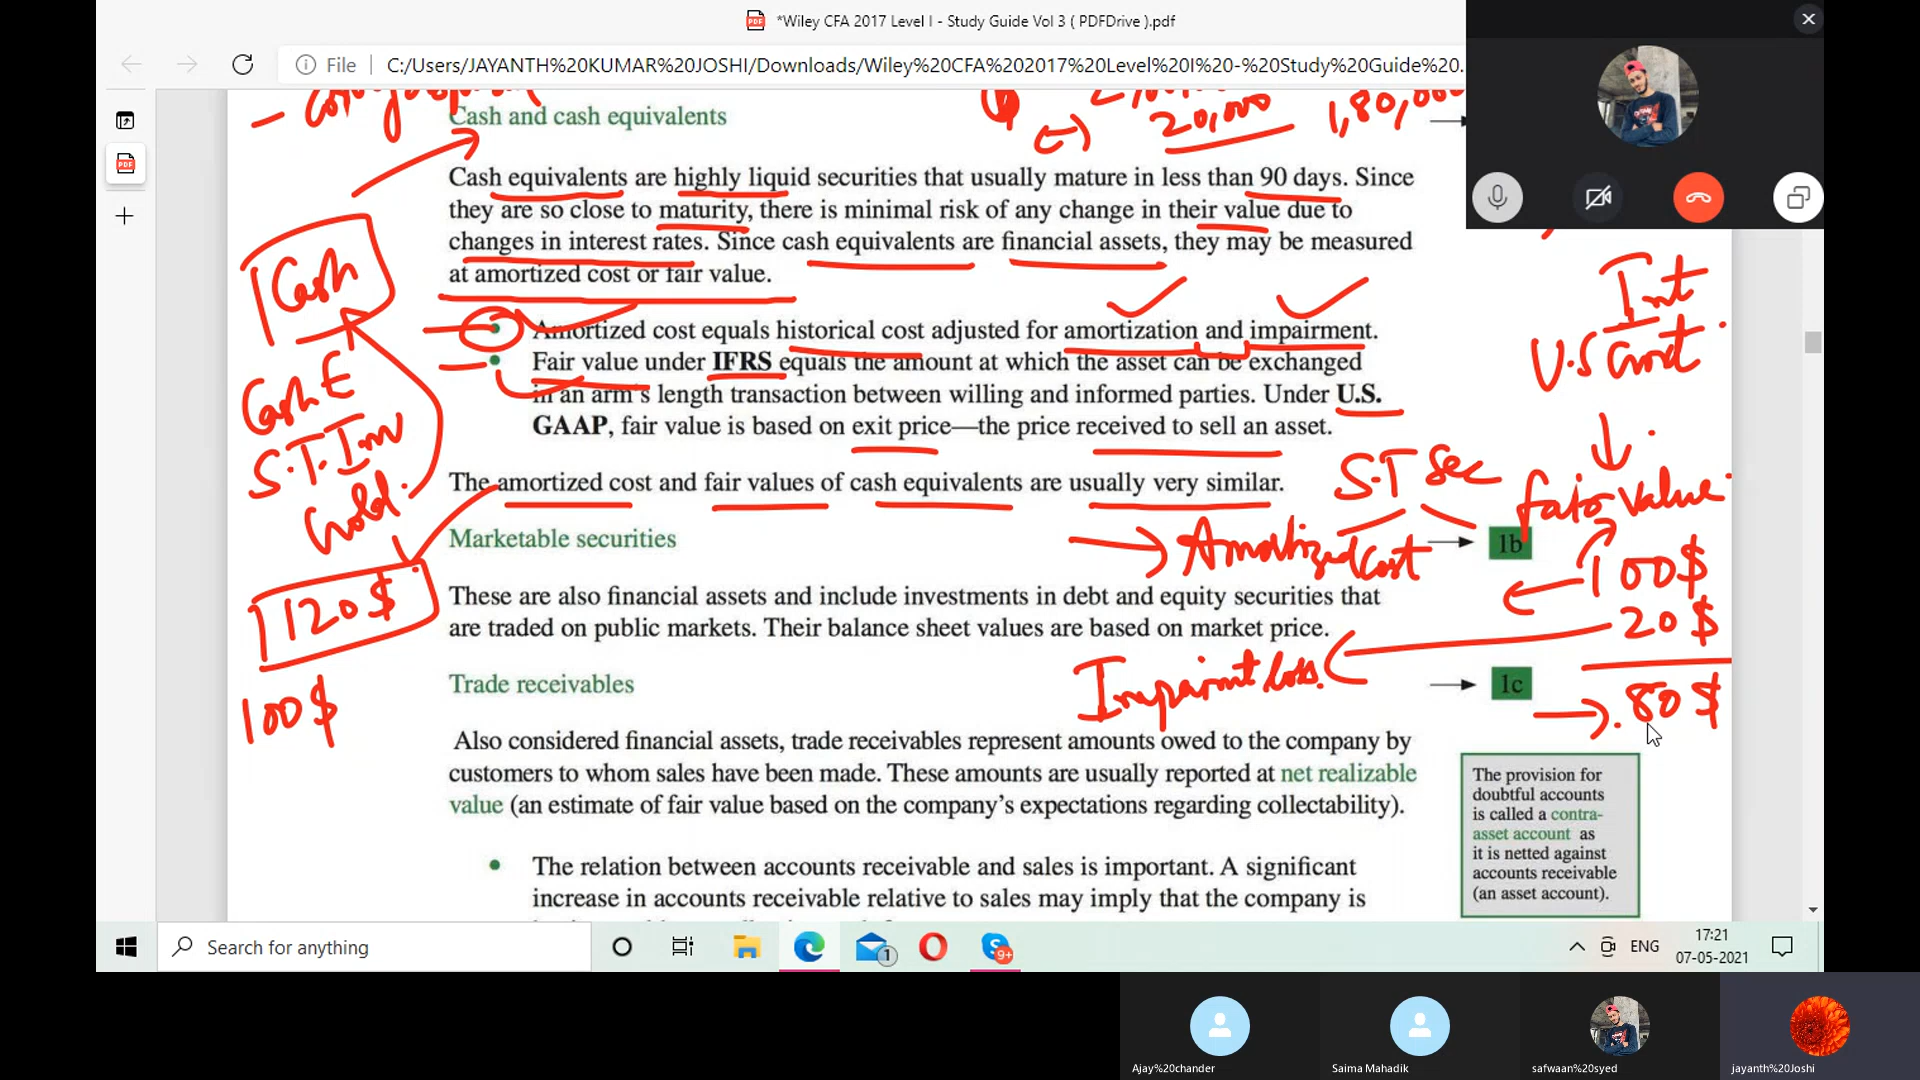 *Wiley CFA 2017 Level I - Study Guide Vol 3 ( PDFDrive ).pdf
File
C:/Users/JAYANTH%20KUMAR%20JOSHI/Downloads/Wiley%20CFA%202017%20Level%20I%20-%20Study%20Guide%20.
20,000
Cash and cash equivalents
Cash equivalents are highly liquid securities that usually mature in less than 90 days. Since
they are so close to maturity, there is minimal risk of any change in their value due to
changes in interest rates. Since cash equivalents are financial assets, they may be measured
at amortized cost or fair value.
Cash
Cash E
S.T. Inv
hold.
120$
100$
Amortized cost equals historical cost adjusted for amortization and impairment.
Fair value under IFRS equals the amount at which the asset can be exchanged
in an arm's length transaction between willing and informed parties. Under U.S.
GAAP, fair value is based on exit price—the price received to sell an asset.
The amortized cost and fair values of cash equivalents are usually very similar.
Int
U.S Govt
fair value
S.T Sec
Amortized Cost
1b
100$
20$
80$
Marketable securities
These are also financial assets and include investments in debt and equity securities that
are traded on public markets. Their balance sheet values are based on market price.
Impairment loss.
Trade receivables
1c
Also considered financial assets, trade receivables represent amounts owed to the company by
customers to whom sales have been made. These amounts are usually reported at net realizable
value (an estimate of fair value based on the company's expectations regarding collectability).
The provision for
doubtful accounts
is called a contra-
asset account as
it is netted against
accounts receivable
(an asset account).
The relation between accounts receivable and sales is important. A significant
increase in accounts receivable relative to sales may imply that the company is
Search for anything
1
9+
ENG
17:21
07-05-2021
Ajay%20chander
Saima Mahadik
safwaan%20syed
jayanth%20Joshi